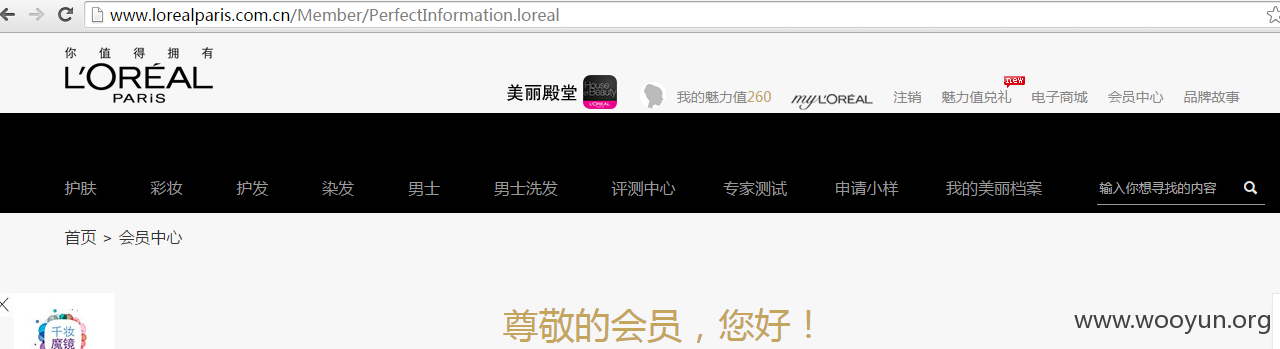 www.lorealparis.com.cn/Member/PerfectInformation.loreal
你值得拥有
L'ORÉAL
PARiS
美丽殿堂
House of Beauty
L'ORÉAL
我的魅力值260
myL'ORÉAL
注销
魅力值兑礼
new
电子商城
会员中心
品牌故事
护肤
彩妆
护发
染发
男士
男士洗发
评测中心
专家测试
申请小样
我的美丽档案
输入你想寻找的内容
首页 > 会员中心
千妆
魔镜
尊敬的会员，您好！
www.wooyun.org